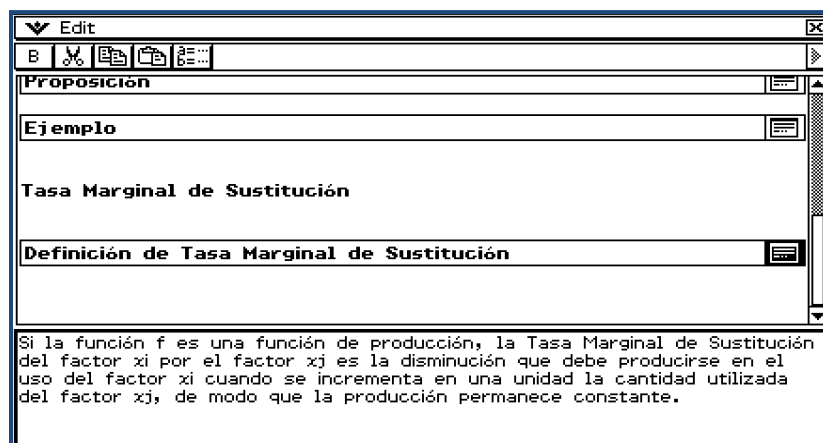 Edit
B
Proposición
Ejemplo
Tasa Marginal de Sustitución
Definición de Tasa Marginal de Sustitución
Si la función f es una función de producción, la Tasa Marginal de Sustitución
del factor xi por el factor xj es la disminución que debe producirse en el
uso del factor xi cuando se incrementa en una unidad la cantidad utilizada
del factor xj, de modo que la producción permanece constante.